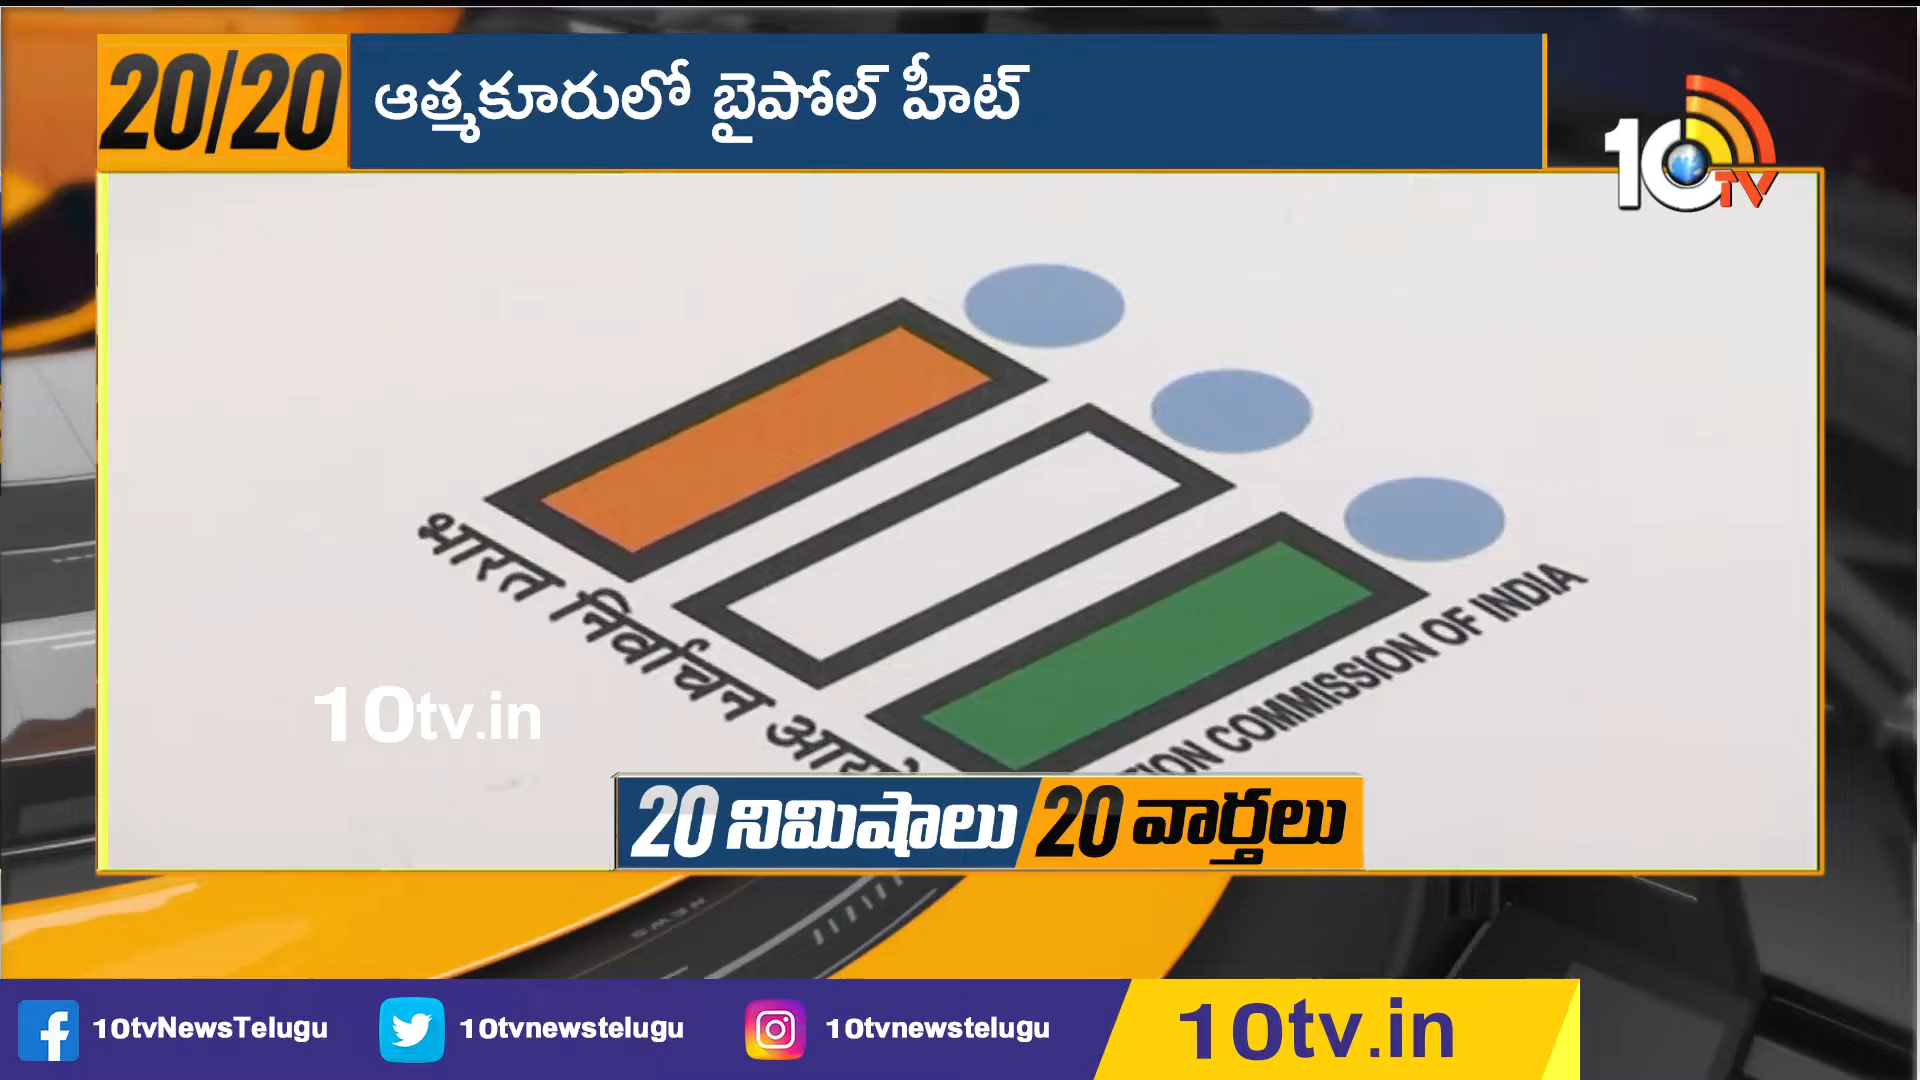 20/20 ఆత్మకూరులో బైపోల్ హీట్
10TV
भारत निर्वाचन
COMMISSION OF INDIA
10tv.in
20 నిమిషాలు 20 వార్తలు
10tvNewsTelugu 10tvnewstelugu 10tvnewstelugu 10tv.in